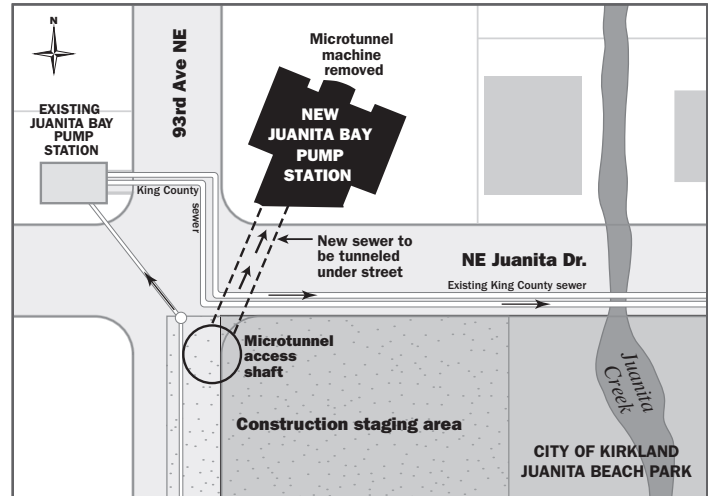 N
93rd Ave NE
Microtunnel
machine
removed
EXISTING
JUANITA BAY
PUMP
STATION
NEW
JUANITA BAY
PUMP
STATION
King County
sewer
New sewer to
be tunneled
under street
NE Juanita Dr.
Existing King County sewer
Microtunnel
access
shaft
Juanita
Creek
Construction staging area
CITY OF KIRKLAND
JUANITA BEACH PARK